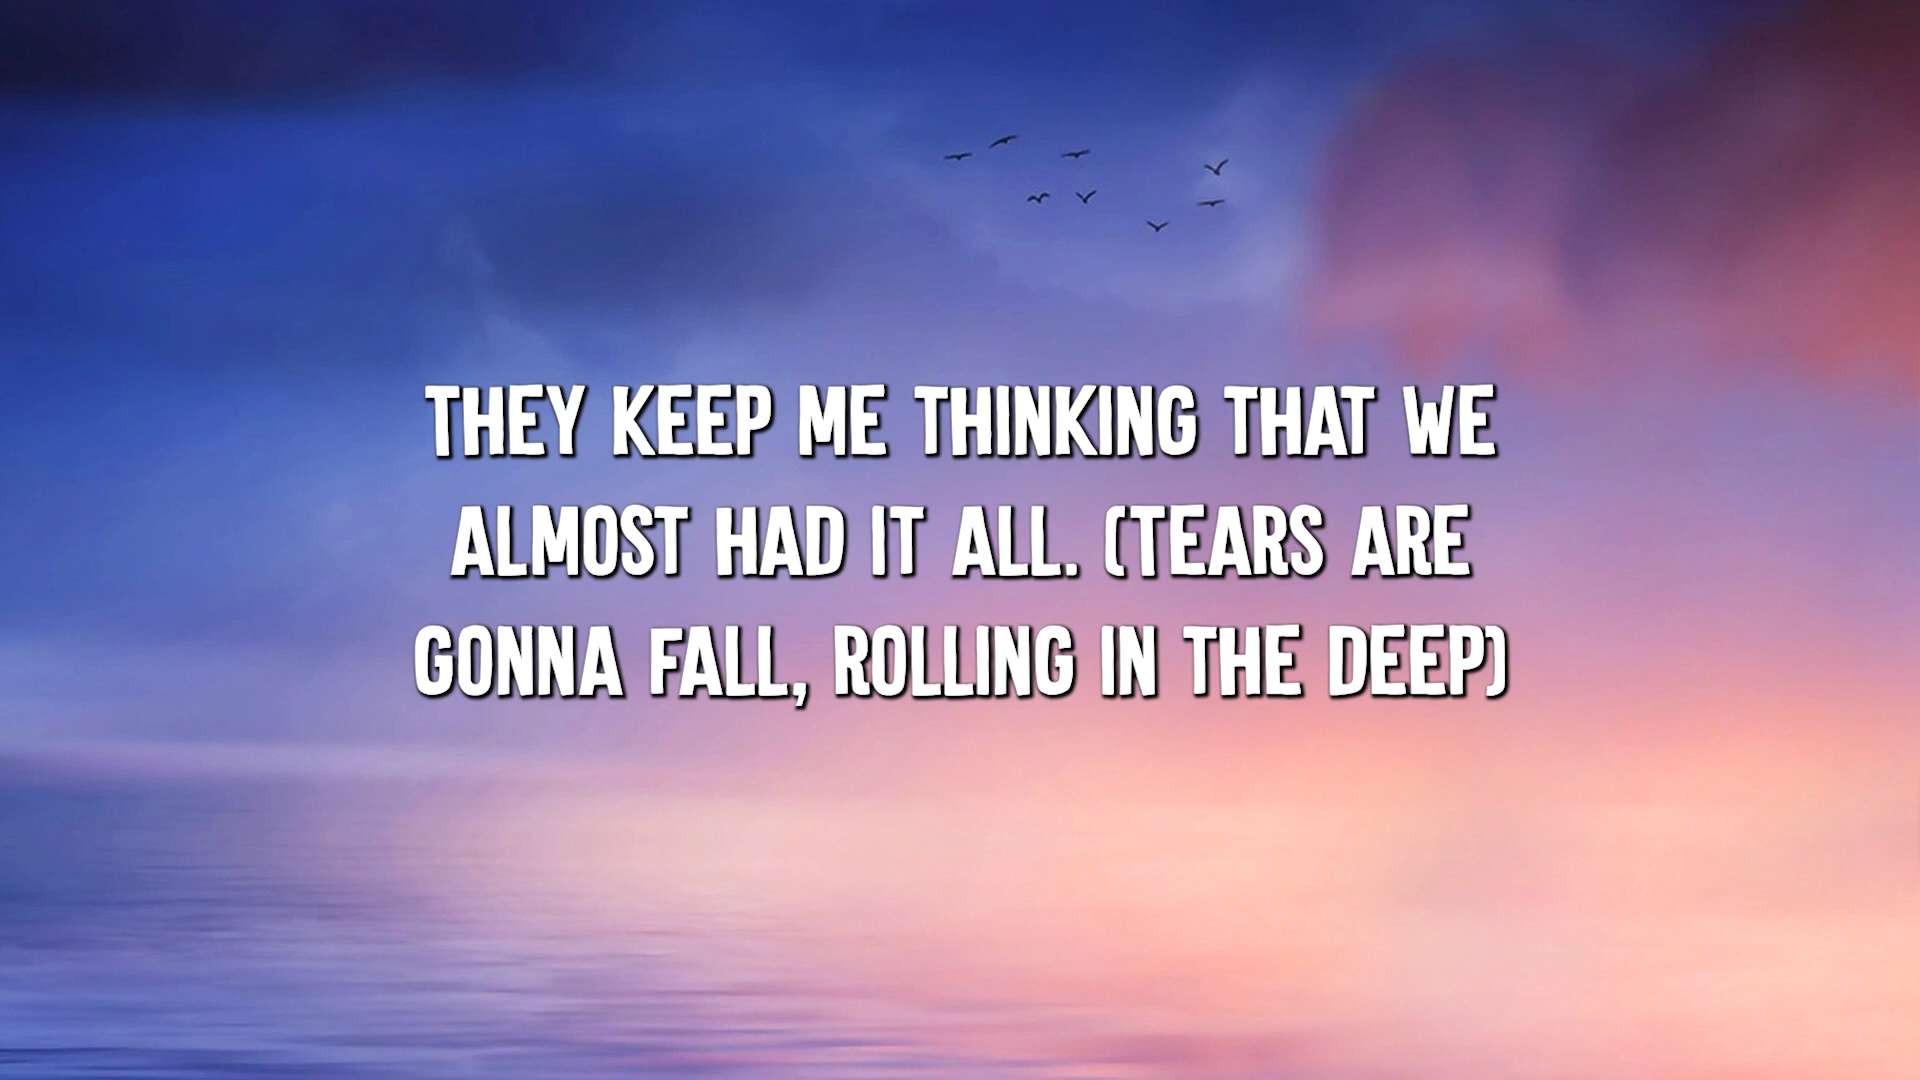 THEY KEEP ME THINKING THAT WE
ALMOST HAD IT ALL. (TEARS ARE
GONNA FALL, ROLLING IN THE DEEP)